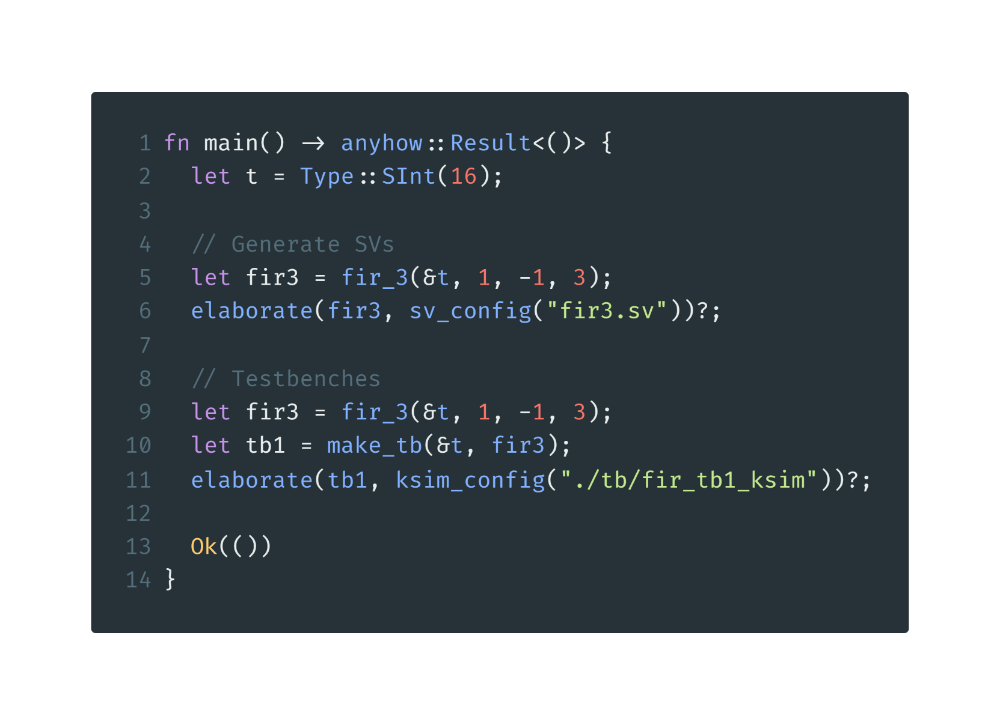 1 fn main() -> anyhow::Result<()> {
2   let t = Type::SInt(16);
3
4   // Generate SVs
5   let fir3 = fir_3(&t, 1, -1, 3);
6   elaborate(fir3, sv_config("fir3.sv"))?;
7
8   // Testbenches
9   let fir3 = fir_3(&t, 1, -1, 3);
10   let tb1 = make_tb(&t, fir3);
11   elaborate(tb1, ksim_config("./tb/fir_tb1_ksim"))?;
12
13   Ok(())
14 }